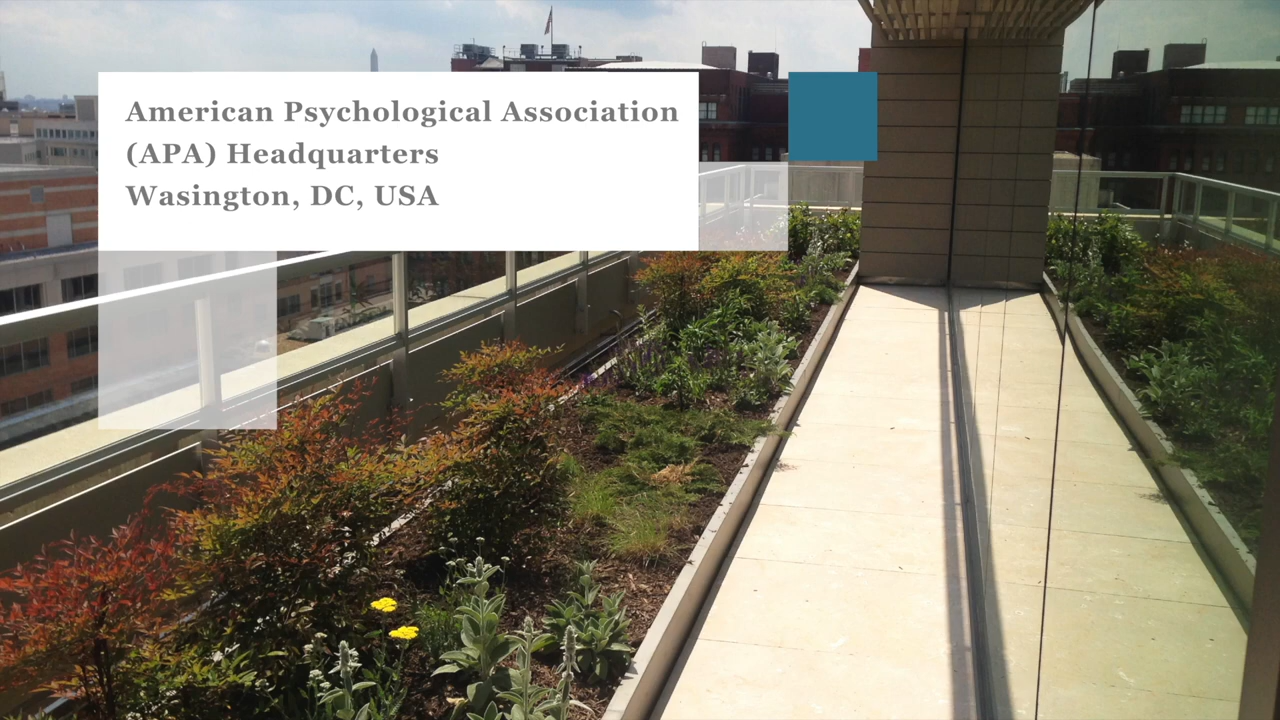 American Psychological Association
(APA) Headquarters
Wasington, DC, USA